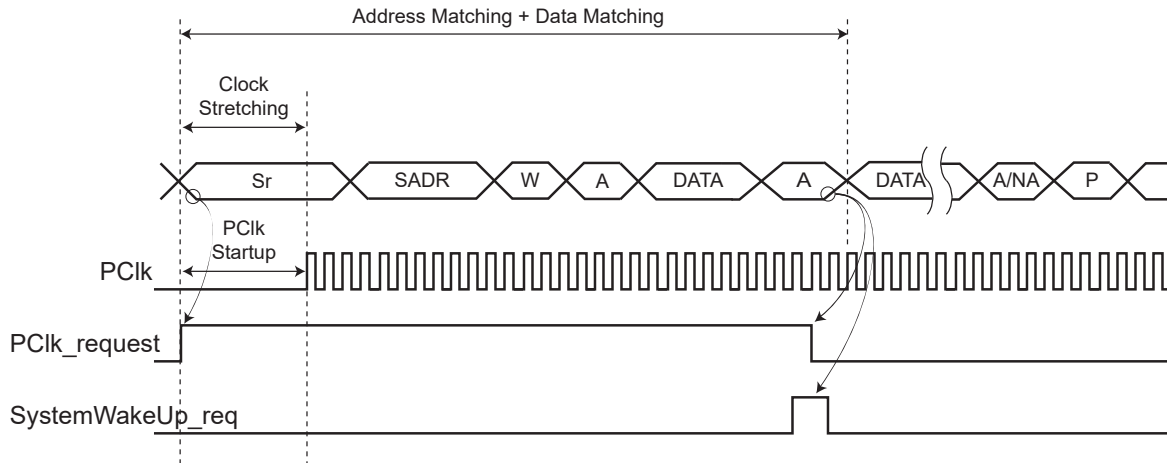 Address Matching + Data Matching
Clock
Stretching
Sr SADR W A DATA A DATA A/NA P
PClk
Startup
PClk
PClk_request
SystemWakeUp_req